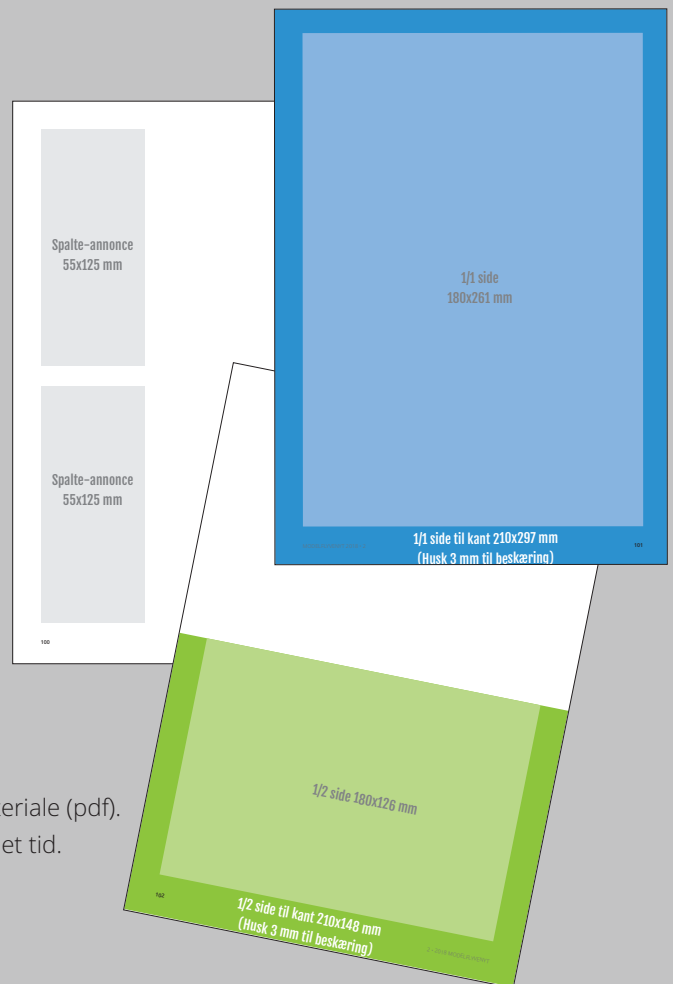 Spalte-annonce
55x125 mm
Spalte-annonce
55x125 mm
100
1/1 side
180x261 mm
1/1 side til kant 210x297 mm
(Husk 3 mm til beskæring)
101
1/2 side 180x126 mm
102
1/2 side til kant 210x148 mm
(Husk 3 mm til beskæring)
(pdf).
tid.